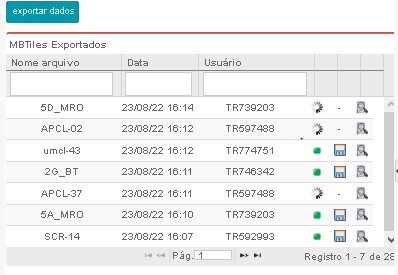 exportar dados
MBTiles Exportados
Nome arquivo Data Usuário
5D_MRO 23/08/22 16:14 TR739203 -
APCL-02 23/08/22 16:12 TR597488 -
umcl-43 23/08/22 16:12 TR774751
2G_BT 23/08/22 16:11 TR746342
APCL-37 23/08/22 16:11 TR597488 -
5A_MRO 23/08/22 16:10 TR739203
SCR-14 23/08/22 16:07 TR592993
Pág. 1 Registro 1 - 7 de 28